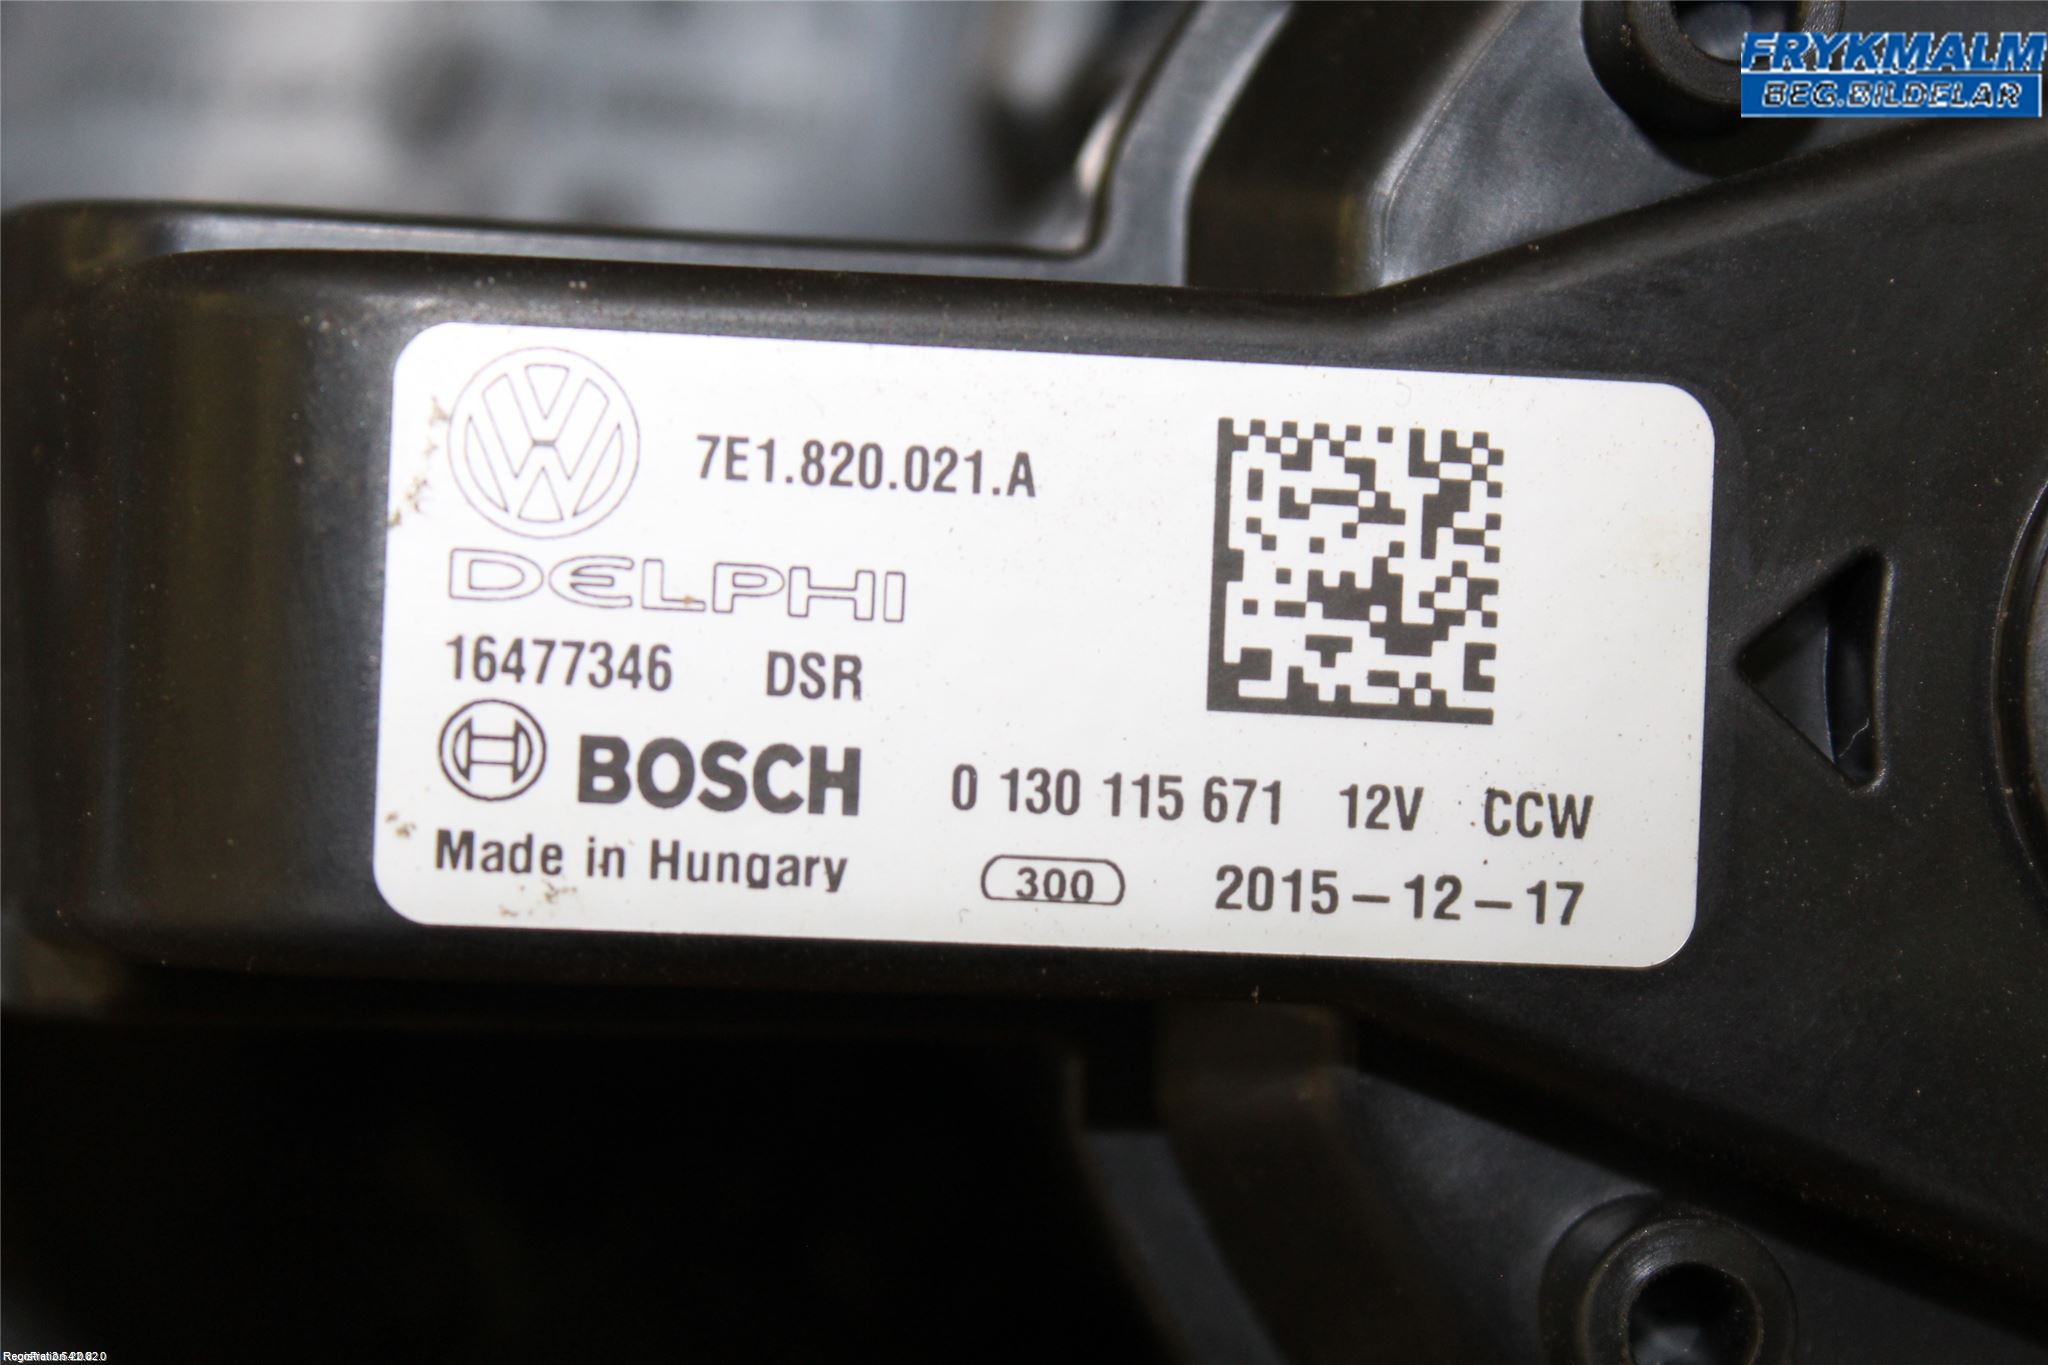 FRYKMALM
BEG.BILDELAR
7E1.820.021.A
DELPHI
16477346 DSR
BOSCH 0 130 115 671 12V CCW
Made in Hungary 300 2015-12-17